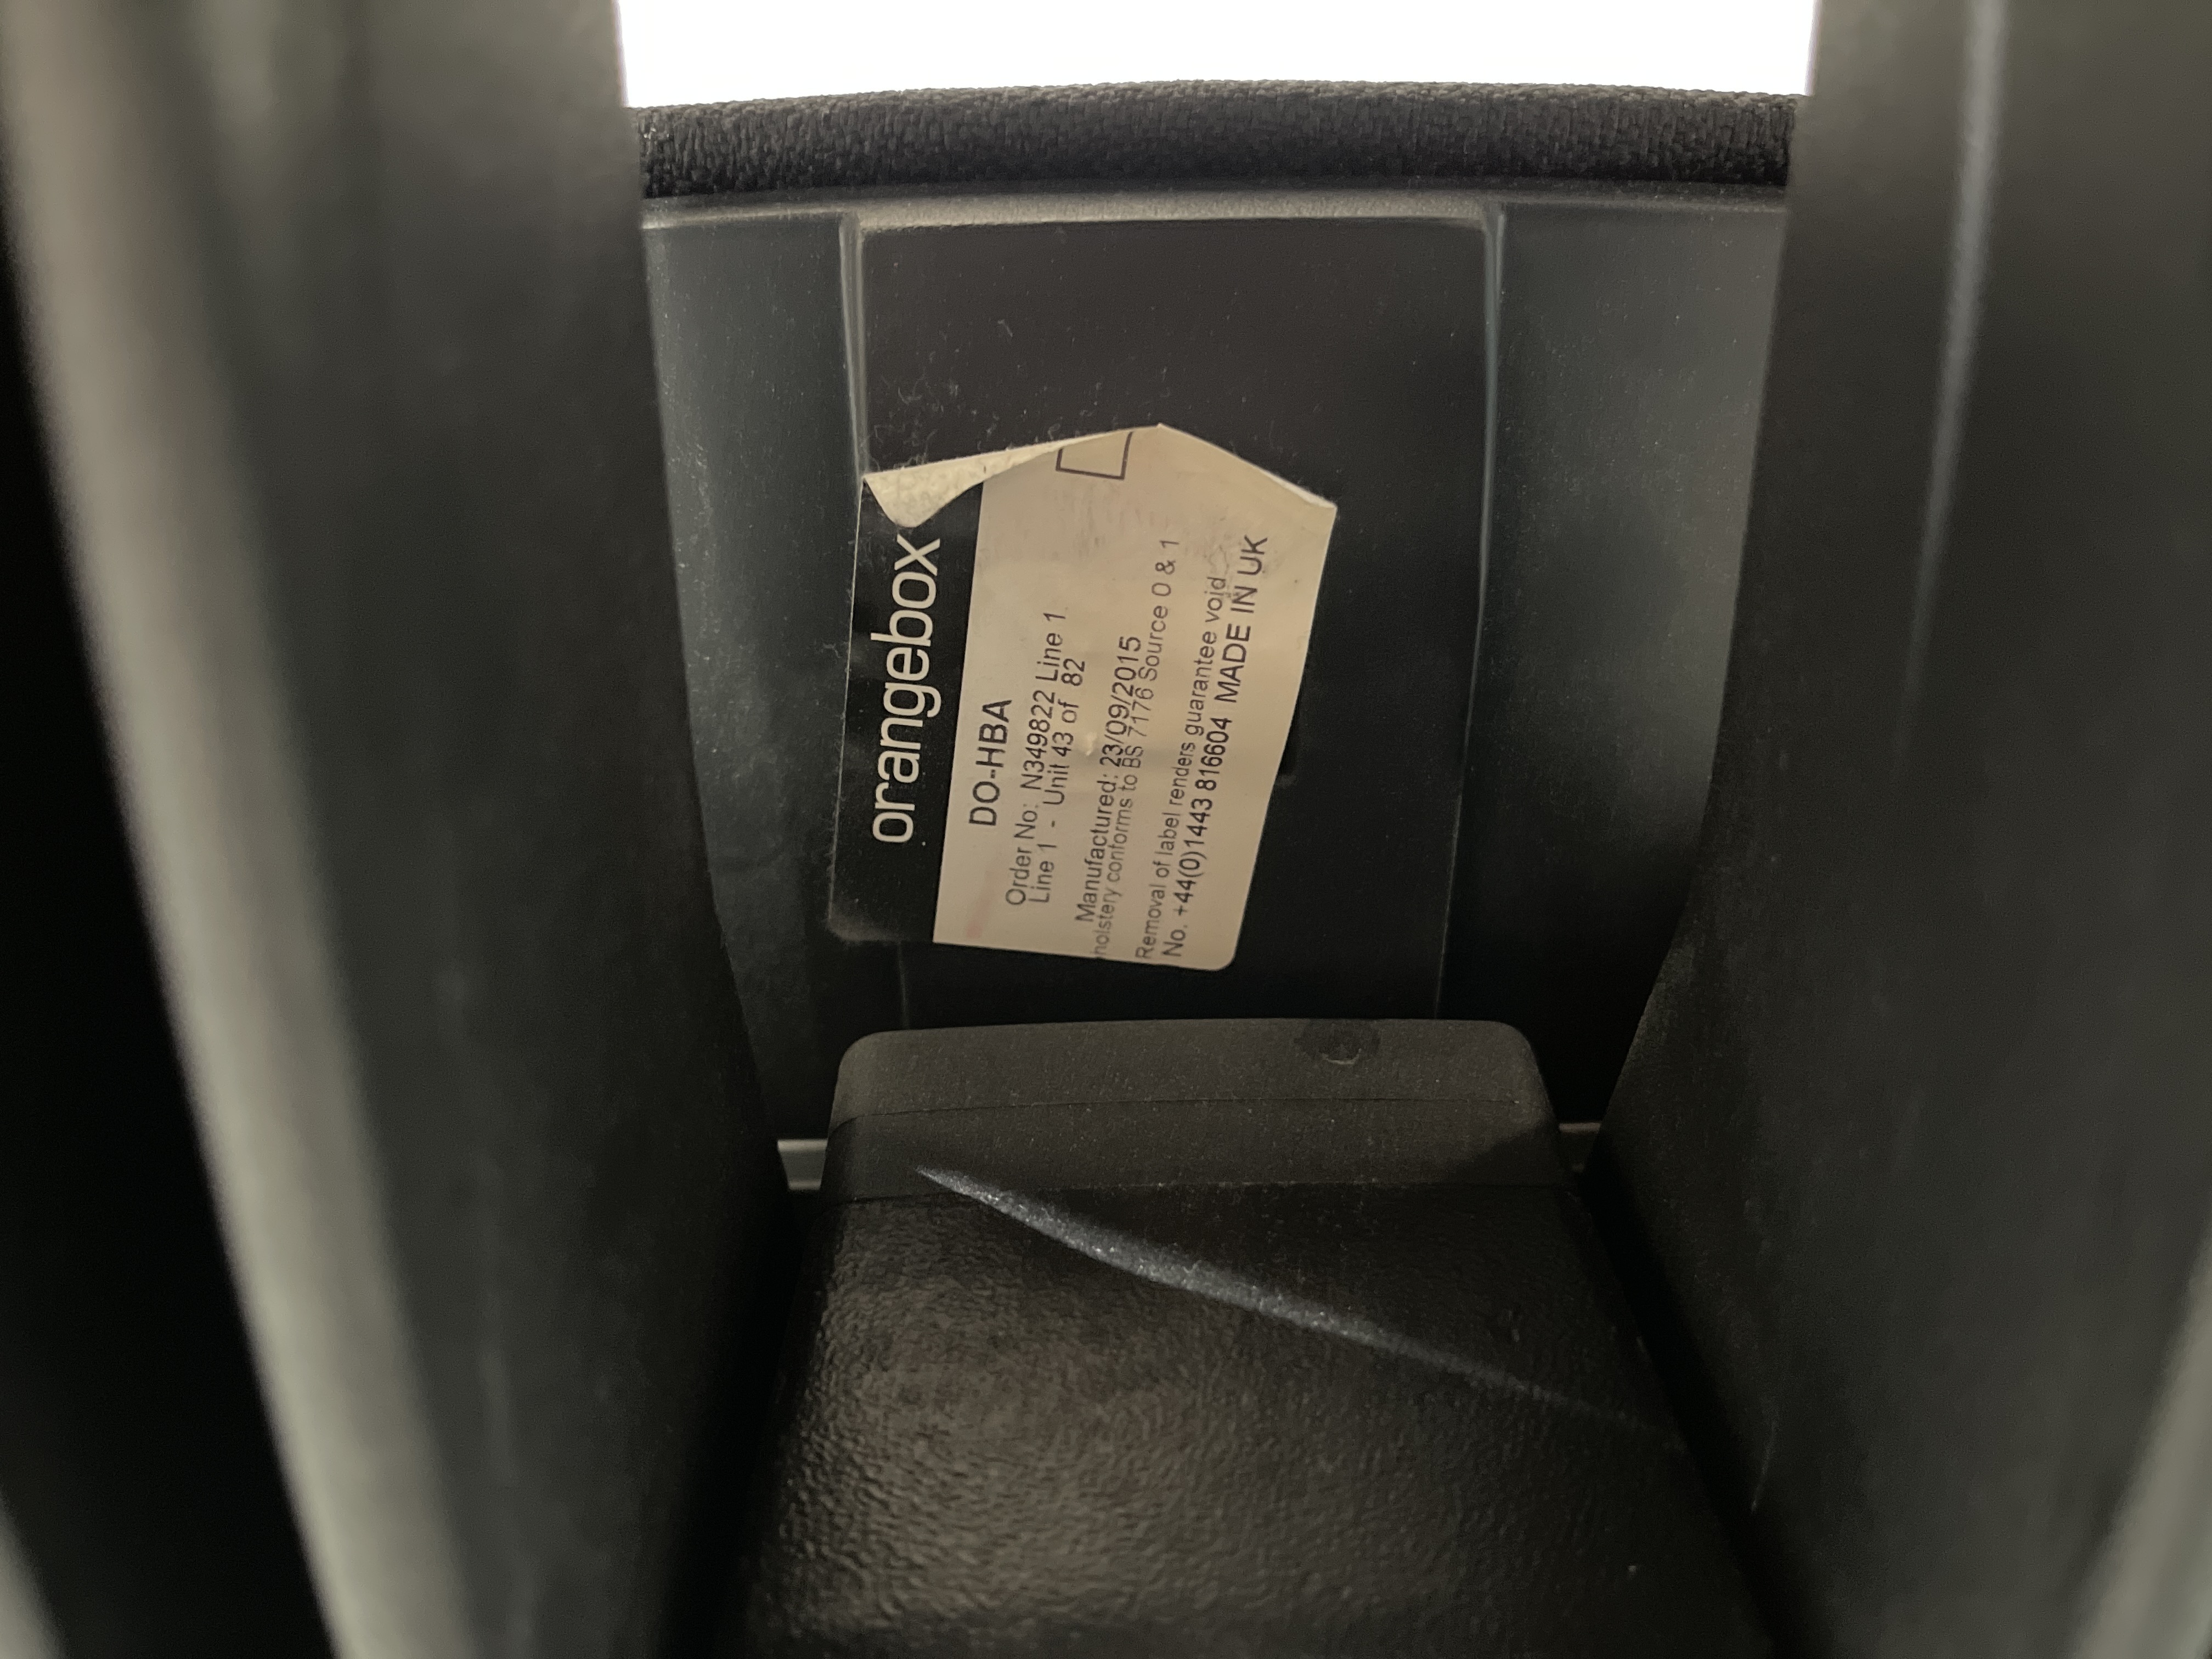 orangebox
DO-HBA
Order No: N349822 Line 1
Line 1 - Unit 43 of 82
Manufactured: 23/09/2015
holstery conforms to BS 7176 Source 0 & 1
Removal of label renders guarantee void
No. +44(0)1443 816604 MADE IN UK